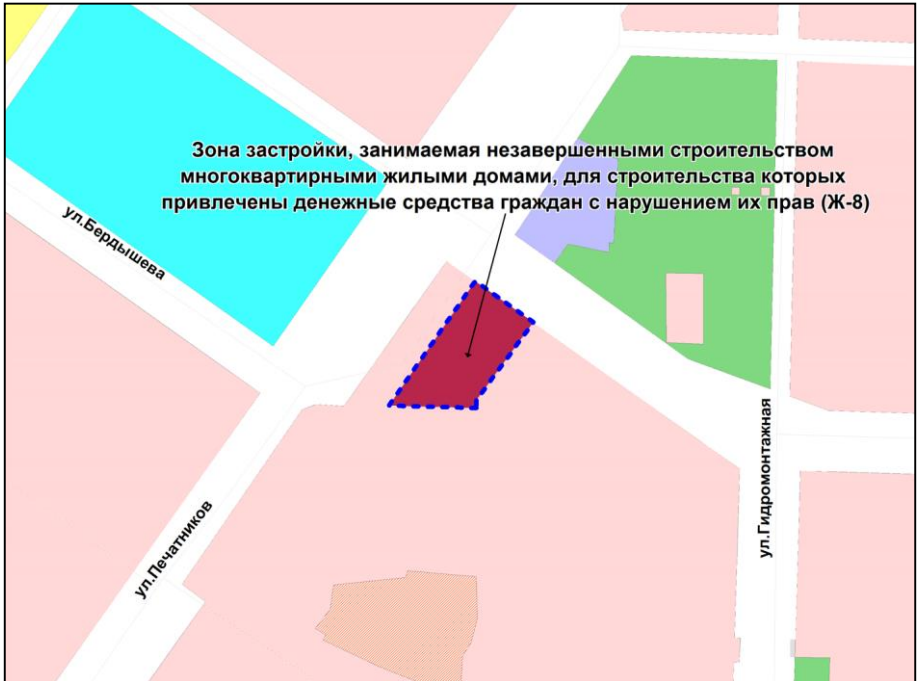 Зона застройки, занимаемая незавершенными строительством
многоквартирными жилыми домами, для строительства которых
привлечены денежные средства граждан с нарушением их прав (Ж-8)
ул.Бердышева
ул.Печатников
ул.Гидромонтажная